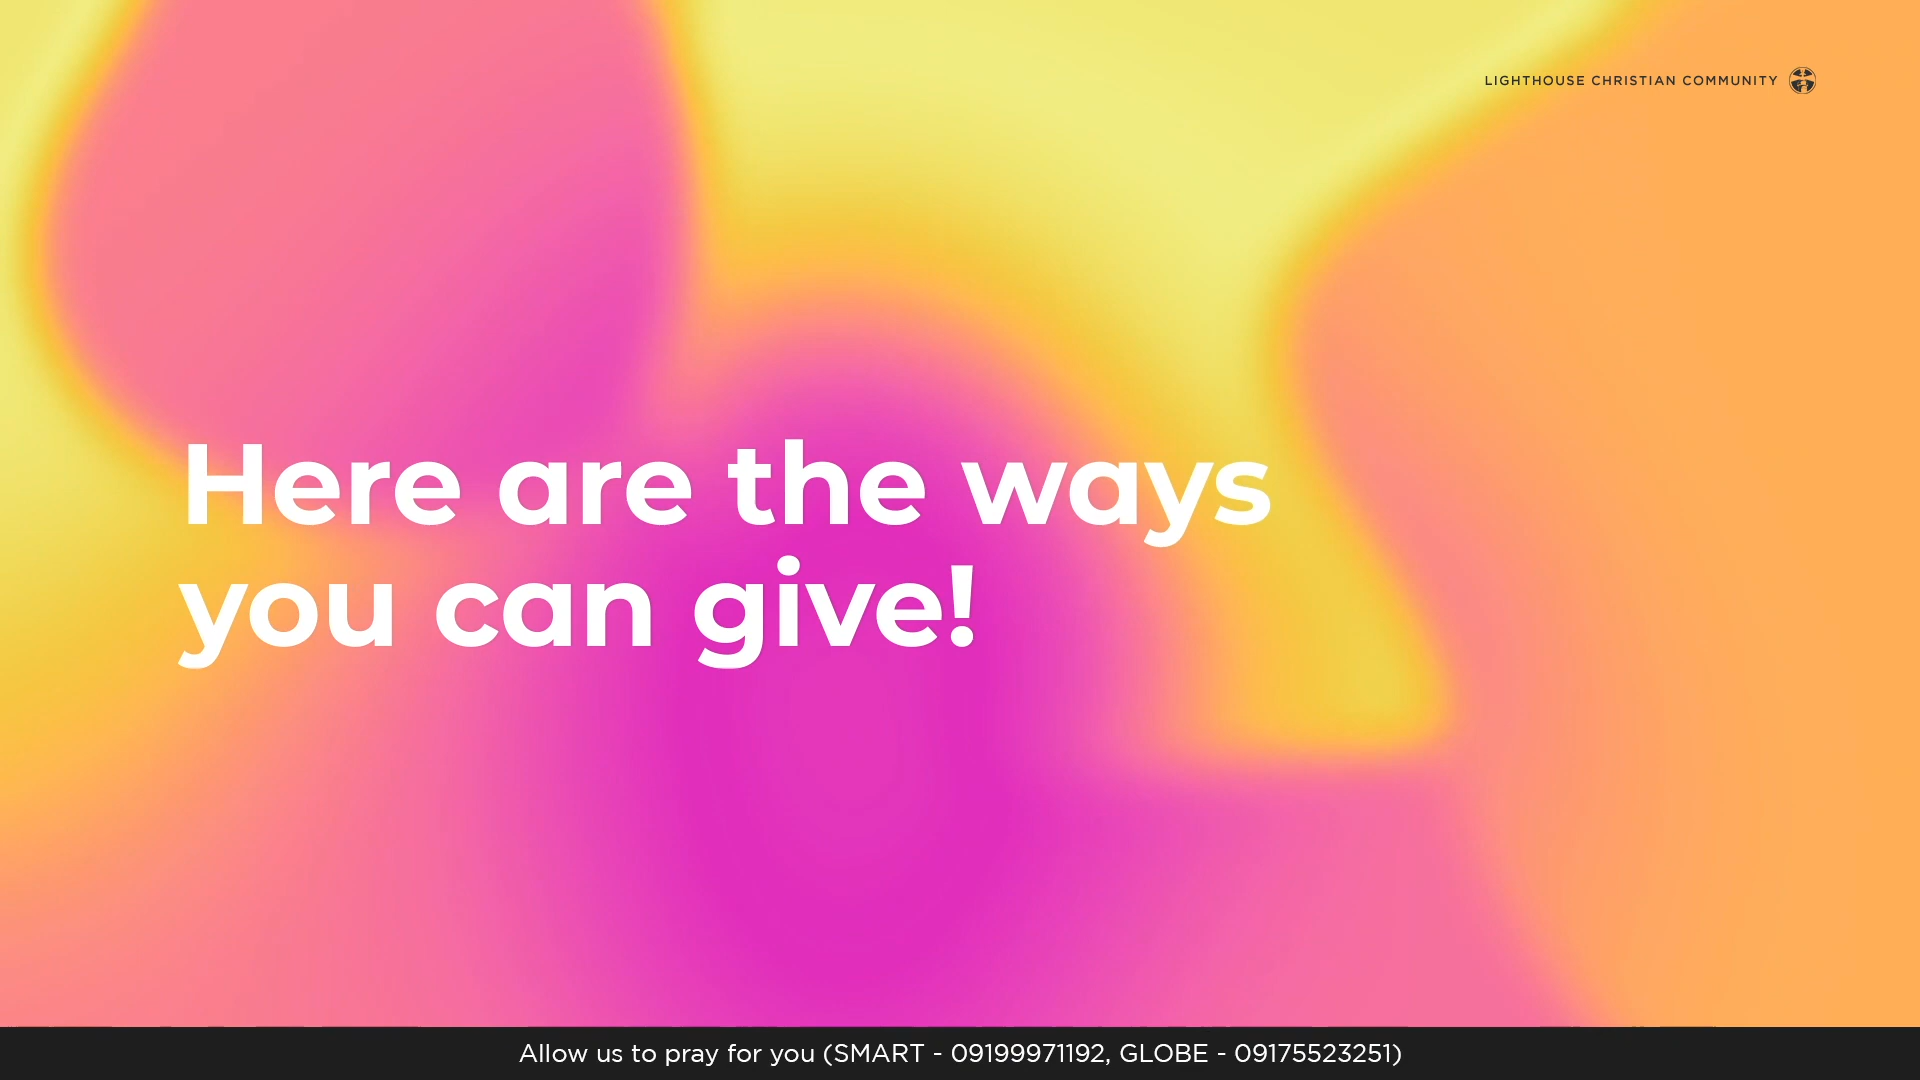 LIGHTHOUSE CHRISTIAN COMMUNITY
Here are the ways
you can give!
Allow us to pray for you (SMART - 09199971192, GLOBE - 09175523251)